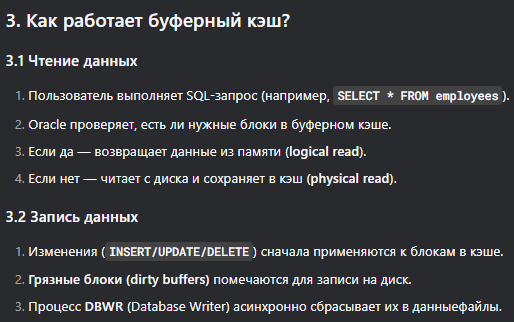 3. Как работает буферный кэш?
3.1 Чтение данных
1. Пользователь выполняет SQL-запрос (например, SELECT * FROM employees).
2. Oracle проверяет, есть ли нужные блоки в буферном кэше.
3. Если да — возвращает данные из памяти (logical read).
4. Если нет — читает с диска и сохраняет в кэш (physical read).
3.2 Запись данных
1. Изменения (INSERT/UPDATE/DELETE) сначала применяются к блокам в кэше.
2. Грязные блоки (dirty buffers) помечаются для записи на диск.
3. Процесс DBWR (Database Writer) асинхронно сбрасывает их в данныефайлы.